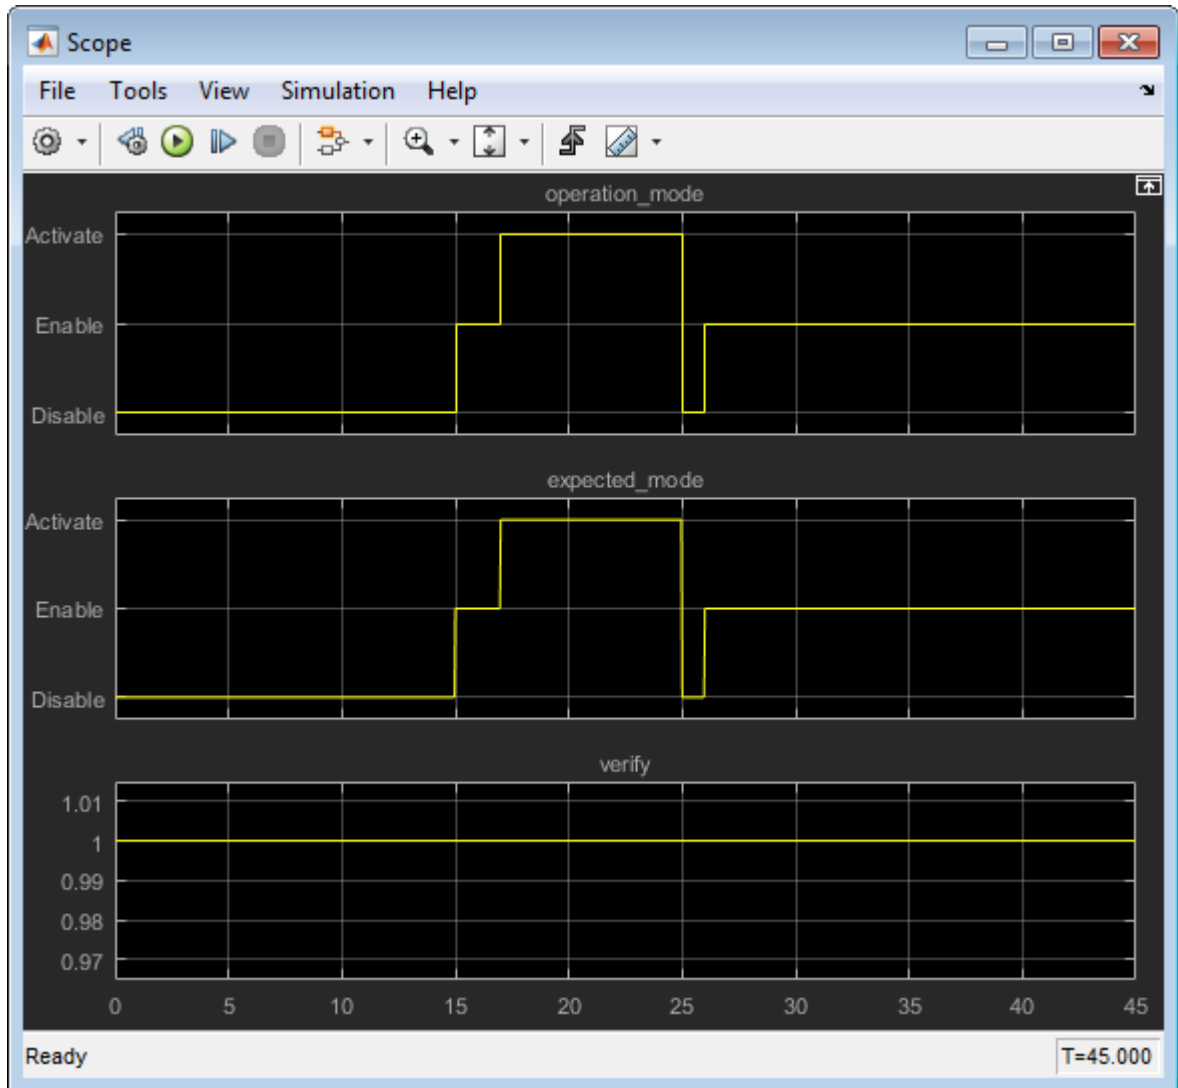 Scope
File Tools View Simulation Help
operation_mode
Activate
Enable
Disable
expected_mode
Activate
Enable
Disable
verify
1.01
1
0.99
0.98
0.97
0 5 10 15 20 25 30 35 40 45
Ready T=45.000